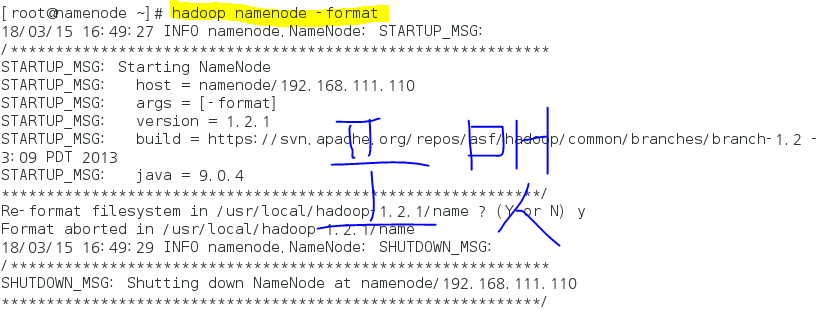 [root@namenode ~]# hadoop namenode -format
18/03/15 16:49:27 INFO namenode.NameNode: STARTUP_MSG:
/************************************************************
STARTUP_MSG: Starting NameNode
STARTUP_MSG:   host = namenode/192.168.111.110
STARTUP_MSG:   args = [-format]
STARTUP_MSG:   version = 1.2.1
STARTUP_MSG:   build = https://svn.apache.org/repos/asf/hadoop/common/branches/branch-1.2 -
3:09 PDT 2013
STARTUP_MSG:   java = 9.0.4
************************************************************/
포맷
Re-format filesystem in /usr/local/hadoop-1.2.1/name ? (Y or N) y
Format aborted in /usr/local/hadoop-1.2.1/name
18/03/15 16:49:29 INFO namenode.NameNode: SHUTDOWN_MSG:
/************************************************************
SHUTDOWN_MSG: Shutting down NameNode at namenode/192.168.111.110
************************************************************/